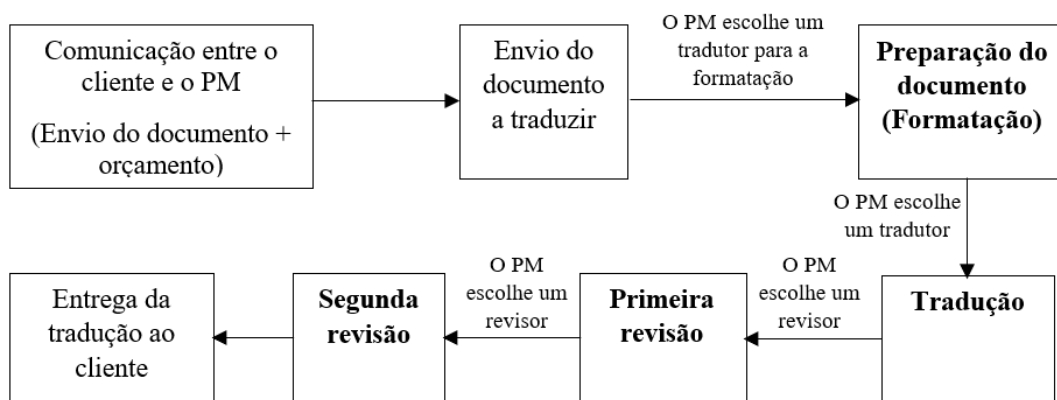 Comunicação entre o
cliente e o PM
(Envio do documento +
orçamento)
Envio do
documento
a traduzir
O PM escolhe um
tradutor para a
formatação
Preparação do
documento
(Formatação)
O PM escolhe
um tradutor
Tradução
O PM
escolhe um
revisor
Primeira
revisão
O PM
escolhe um
revisor
Segunda
revisão
Entrega da
tradução ao
cliente